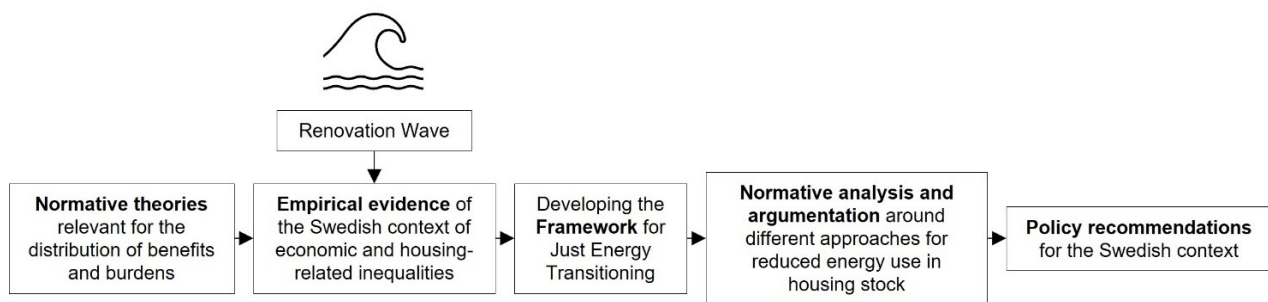 Renovation Wave
Normative theories
relevant for the
distribution of benefits
and burdens
Empirical evidence of
the Swedish context of
economic and housing-
related inequalities
Developing the
Framework for
Just Energy
Transitioning
Normative analysis and
argumentation around
different approaches for
reduced energy use in
housing stock
Policy recommendations
for the Swedish context